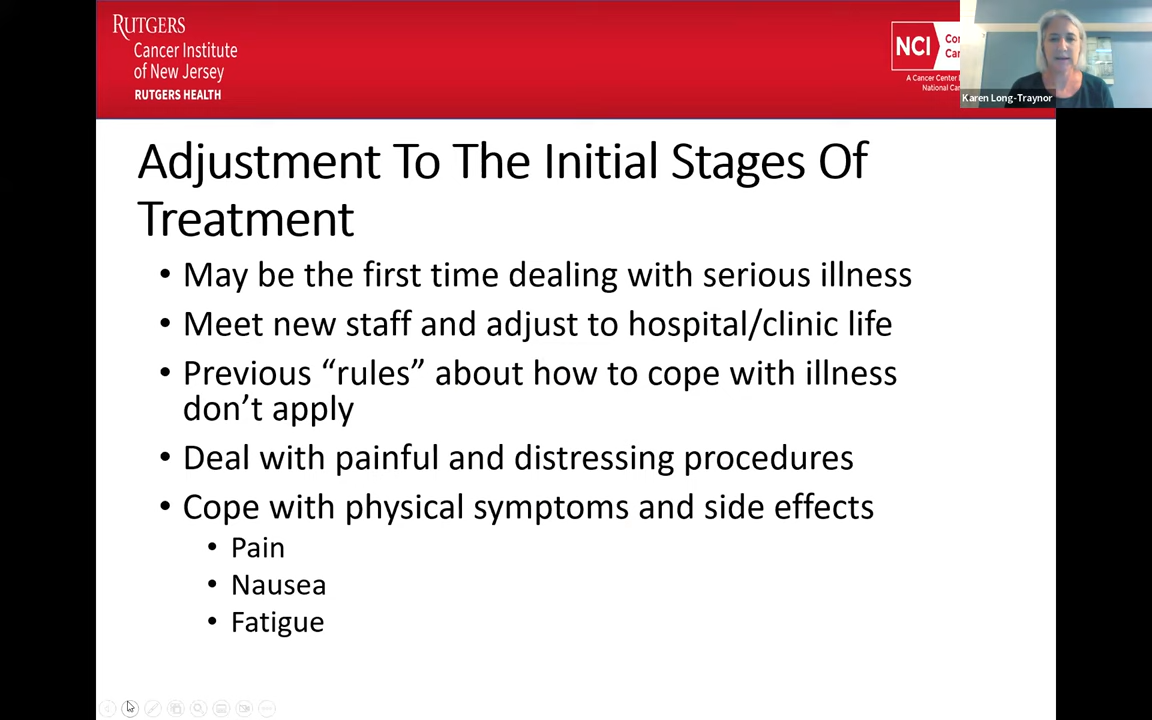 RUTGERS
Cancer Institute
of New Jersey
RUTGERS HEALTH
NCI
A Cancer Center
Karen Long-Traynor
Adjustment To The Initial Stages Of
Treatment
• May be the first time dealing with serious illness
• Meet new staff and adjust to hospital/clinic life
• Previous “rules” about how to cope with illness
don’t apply
• Deal with painful and distressing procedures
• Cope with physical symptoms and side effects
• Pain
• Nausea
• Fatigue